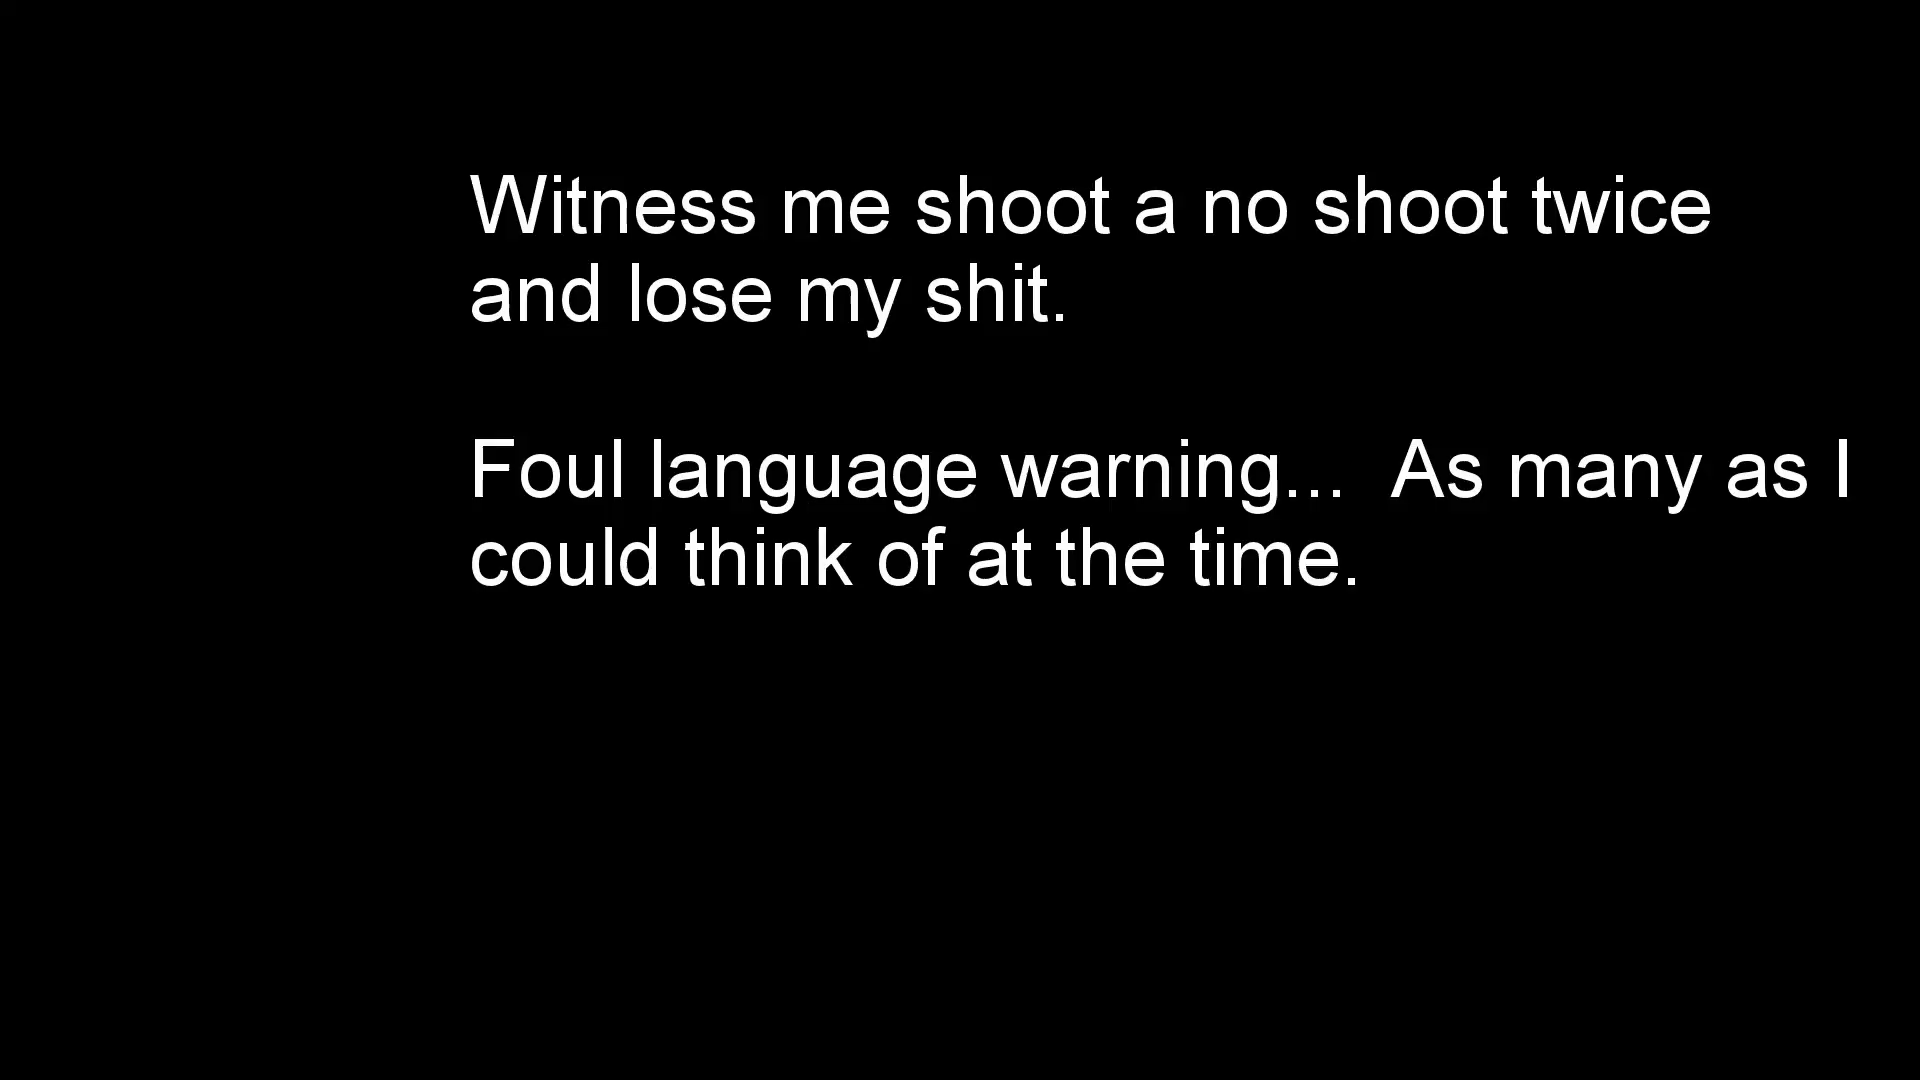 Witness me shoot a no shoot twice
and lose my shit.
Foul language warning...  As many as I
could think of at the time.